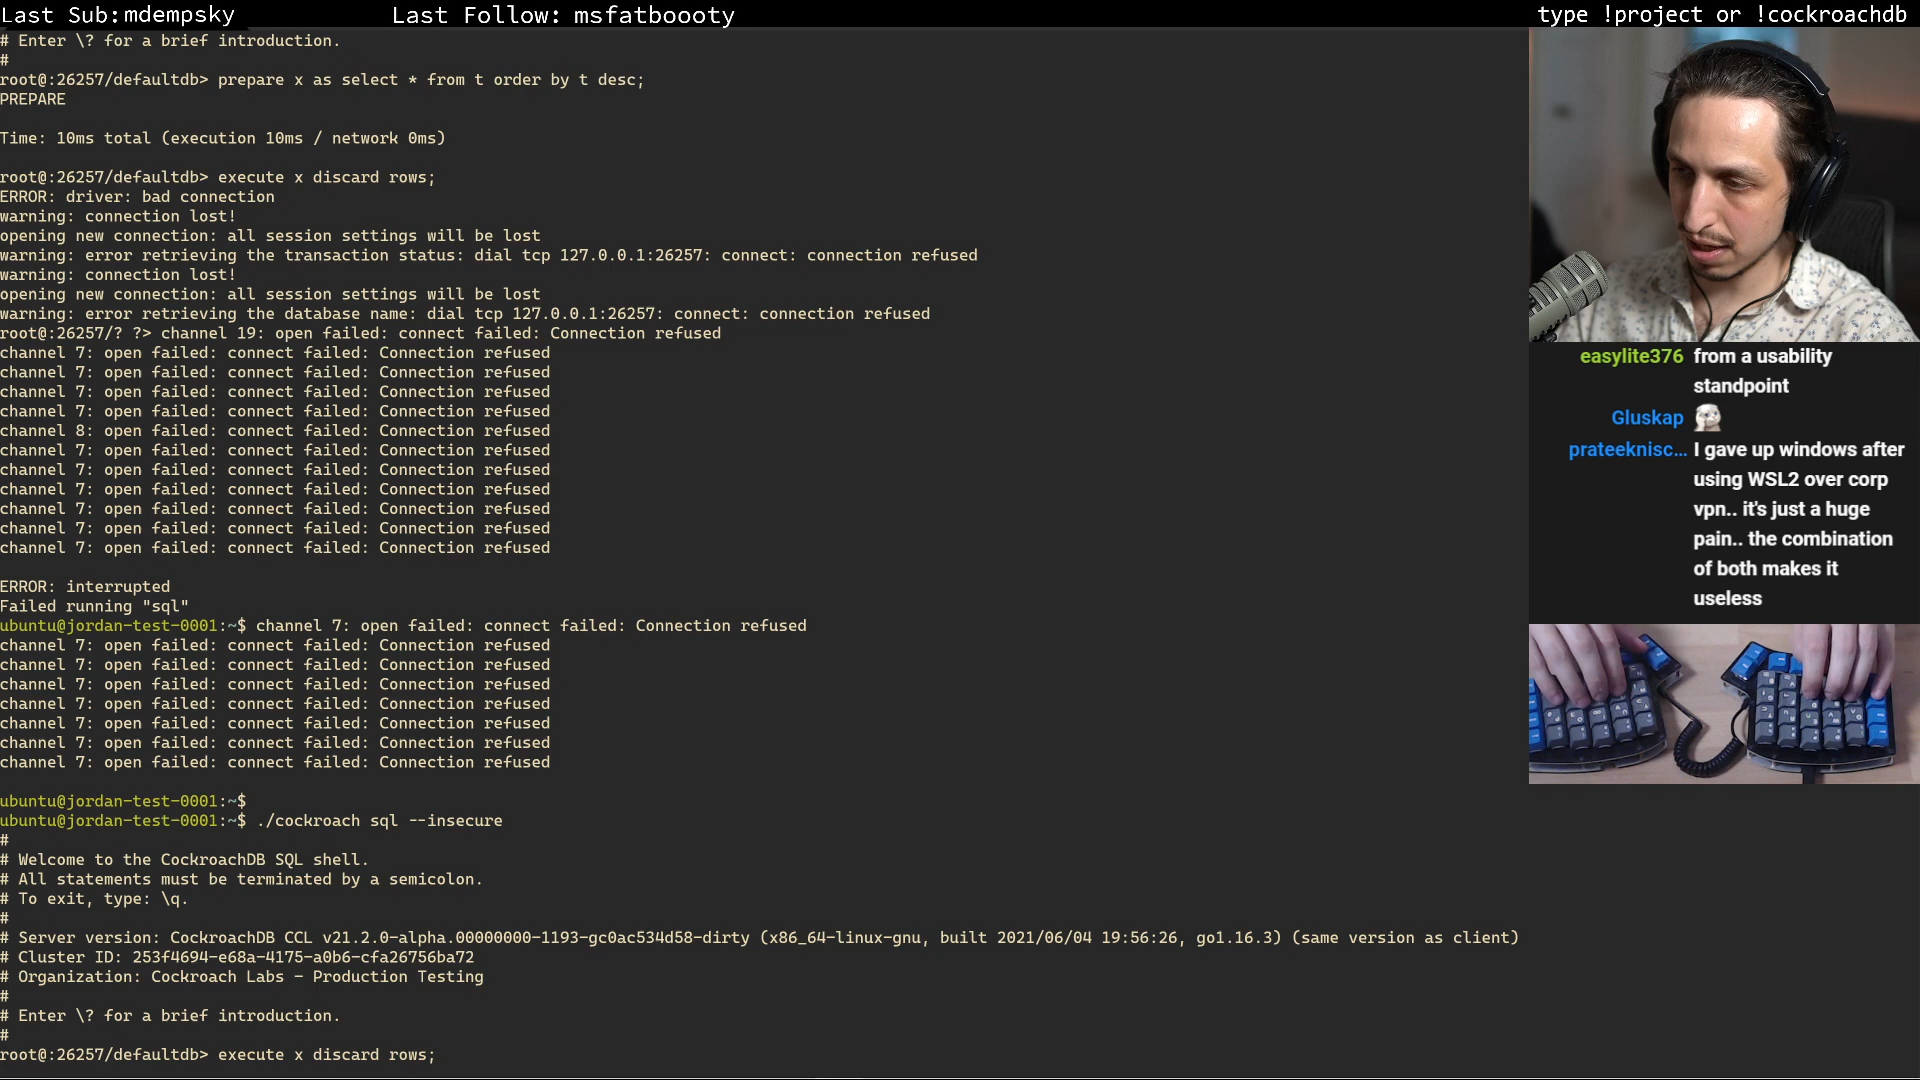 Last Sub:mdempsky
Last Follow: msfatboooty
type !project or !cockroachdb
# Enter \? for a brief introduction.
#
root@:26257/defaultdb> prepare x as select * from t order by t desc;
PREPARE
Time: 10ms total (execution 10ms / network 0ms)
root@:26257/defaultdb> execute x discard rows;
ERROR: driver: bad connection
warning: connection lost!
opening new connection: all session settings will be lost
warning: error retrieving the transaction status: dial tcp 127.0.0.1:26257: connect: connection refused
warning: connection lost!
opening new connection: all session settings will be lost
warning: error retrieving the database name: dial tcp 127.0.0.1:26257: connect: connection refused
root@:26257/? ?> channel 19: open failed: connect failed: Connection refused
channel 7: open failed: connect failed: Connection refused
channel 7: open failed: connect failed: Connection refused
channel 7: open failed: connect failed: Connection refused
channel 7: open failed: connect failed: Connection refused
channel 8: open failed: connect failed: Connection refused
channel 7: open failed: connect failed: Connection refused
channel 7: open failed: connect failed: Connection refused
channel 7: open failed: connect failed: Connection refused
channel 7: open failed: connect failed: Connection refused
channel 7: open failed: connect failed: Connection refused
channel 7: open failed: connect failed: Connection refused
ERROR: interrupted
Failed running "sql"
ubuntu@jordan-test-0001:~$ channel 7: open failed: connect failed: Connection refused
channel 7: open failed: connect failed: Connection refused
channel 7: open failed: connect failed: Connection refused
channel 7: open failed: connect failed: Connection refused
channel 7: open failed: connect failed: Connection refused
channel 7: open failed: connect failed: Connection refused
channel 7: open failed: connect failed: Connection refused
channel 7: open failed: connect failed: Connection refused
ubuntu@jordan-test-0001:~$
ubuntu@jordan-test-0001:~$ ./cockroach sql --insecure
#
# Welcome to the CockroachDB SQL shell.
# All statements must be terminated by a semicolon.
# To exit, type: \q.
#
# Server version: CockroachDB CCL v21.2.0-alpha.00000000-1193-gc0ac534d58-dirty (x86_64-linux-gnu, built 2021/06/04 19:56:26, go1.16.3) (same version as client)
# Cluster ID: 253f4694-e68a-4175-a0b6-cfa26756ba72
# Organization: Cockroach Labs - Production Testing
#
# Enter \? for a brief introduction.
#
root@:26257/defaultdb> execute x discard rows;
easylite376 from a usability
standpoint
Gluskap
prateeknisc... I gave up windows after
using WSL2 over corp
vpn.. it's just a huge
pain.. the combination
of both makes it
useless